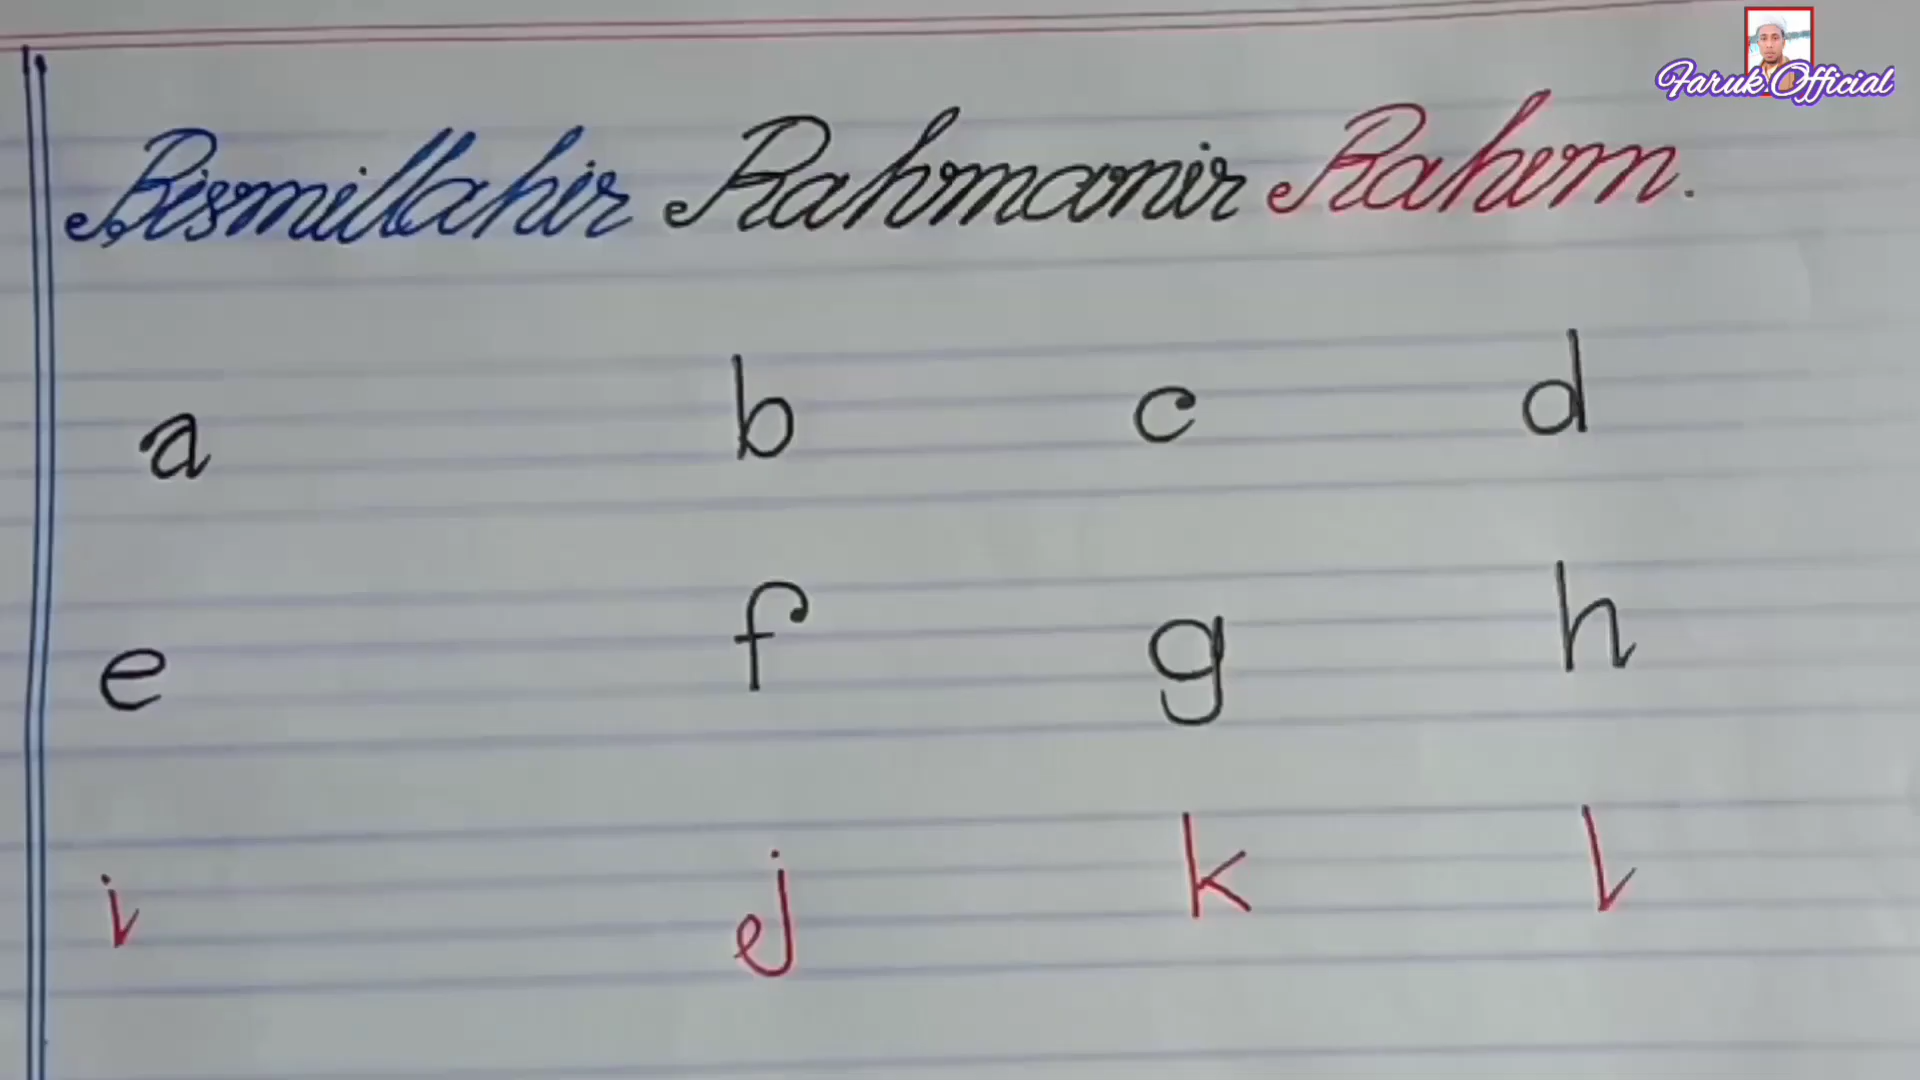 Faruk Official
Bismillahir Rahmanir Rahim.
a b c d
e f g h
i j k l